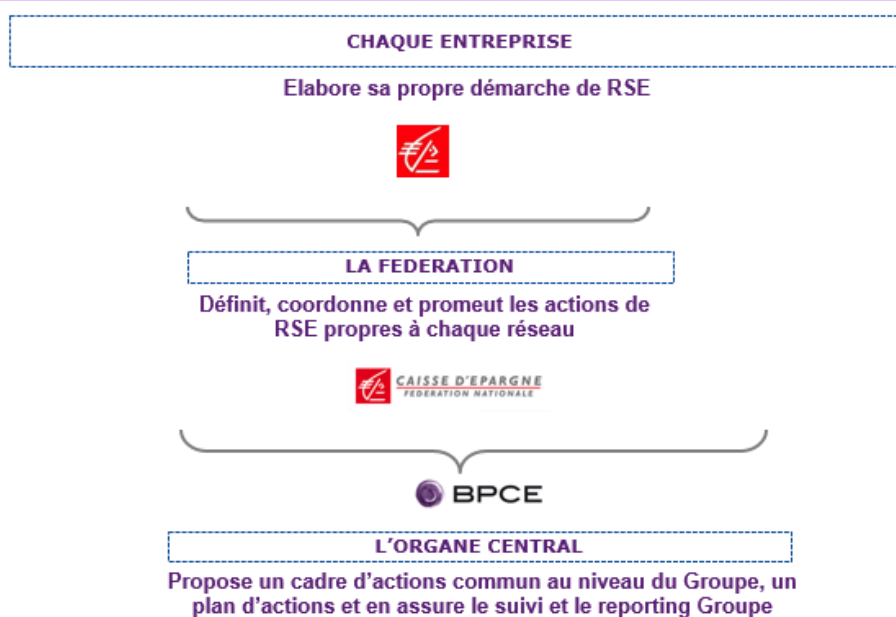 CHAQUE ENTREPRISE
Elabore sa propre démarche de RSE
LA FEDERATION
Définit, coordonne et promeut les actions de
RSE propres à chaque réseau
CAISSE D'EPARGNE
FEDERATION NATIONALE
BPCE
L'ORGANE CENTRAL
Propose un cadre d'actions commun au niveau du Groupe, un
plan d'actions et en assure le suivi et le reporting Groupe